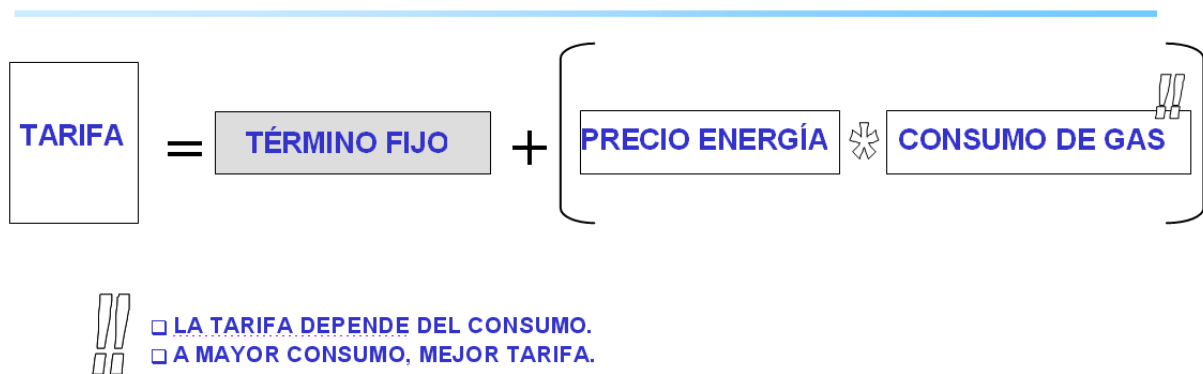 TARIFA = TÉRMINO FIJO + ( PRECIO ENERGÍA * CONSUMO DE GAS!! )
!!
❑ LA TARIFA DEPENDE DEL CONSUMO.
❑ A MAYOR CONSUMO, MEJOR TARIFA.